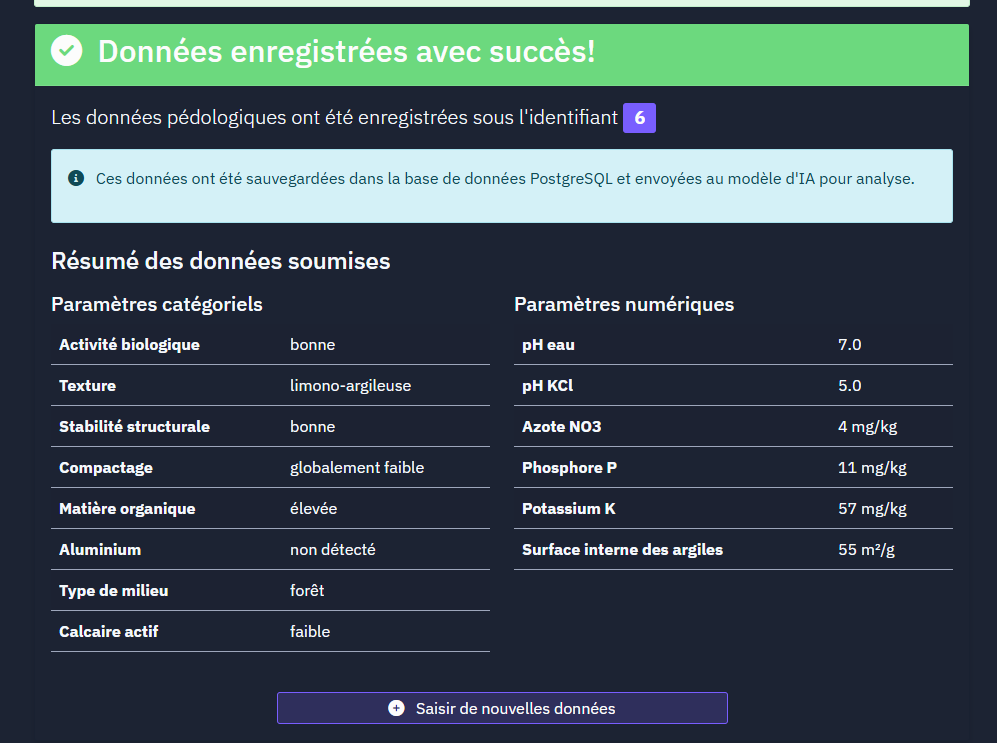 Données enregistrées avec succès!
Les données pédologiques ont été enregistrées sous l'identifiant 6
Ces données ont été sauvegardées dans la base de données PostgreSQL et envoyées au modèle d'IA pour analyse.
Résumé des données soumises
Paramètres catégoriels
Activité biologique bonne
Texture limono-argileuse
Stabilité structurale bonne
Compactage globalement faible
Matière organique élevée
Aluminium non détecté
Type de milieu forêt
Calcaire actif faible
Paramètres numériques
pH eau 7.0
pH KCl 5.0
Azote NO3 4 mg/kg
Phosphore P 11 mg/kg
Potassium K 57 mg/kg
Surface interne des argiles 55 m²/g
Saisir de nouvelles données